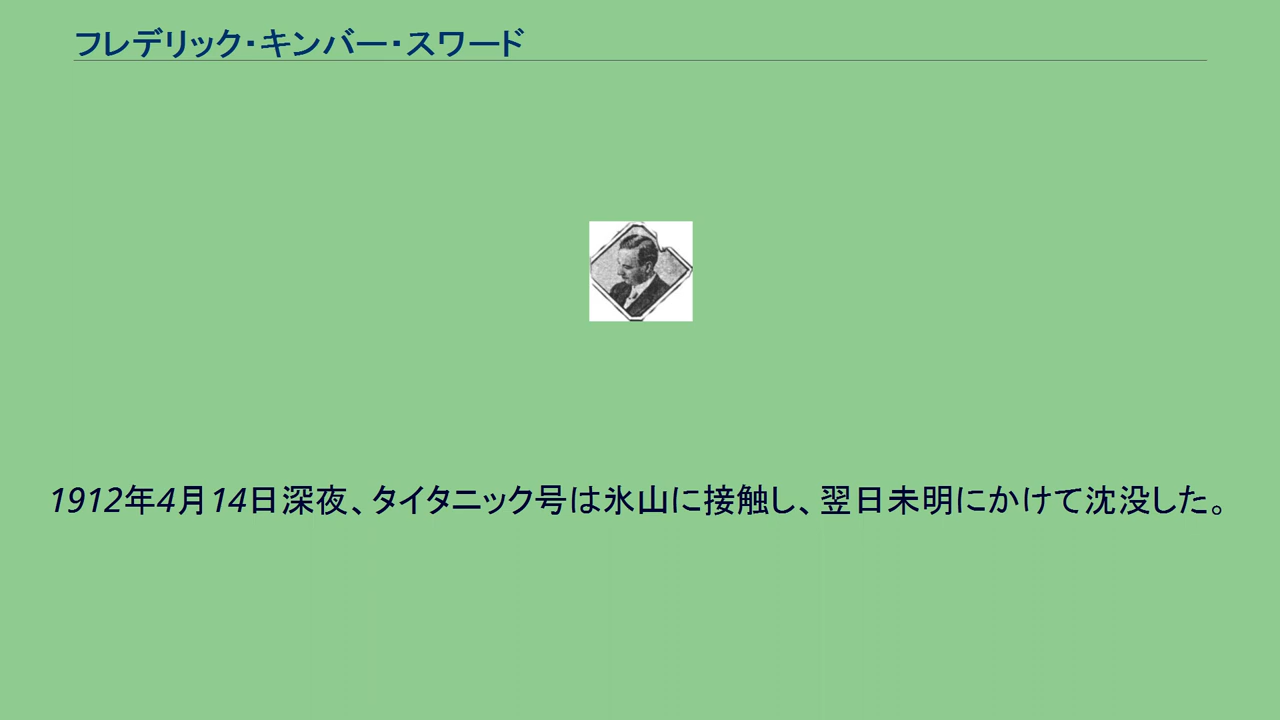 フレデリック・キンバー・スワード
1912年4月14日深夜、タイタニック号は氷山に接触し、翌日未明にかけて沈没した。